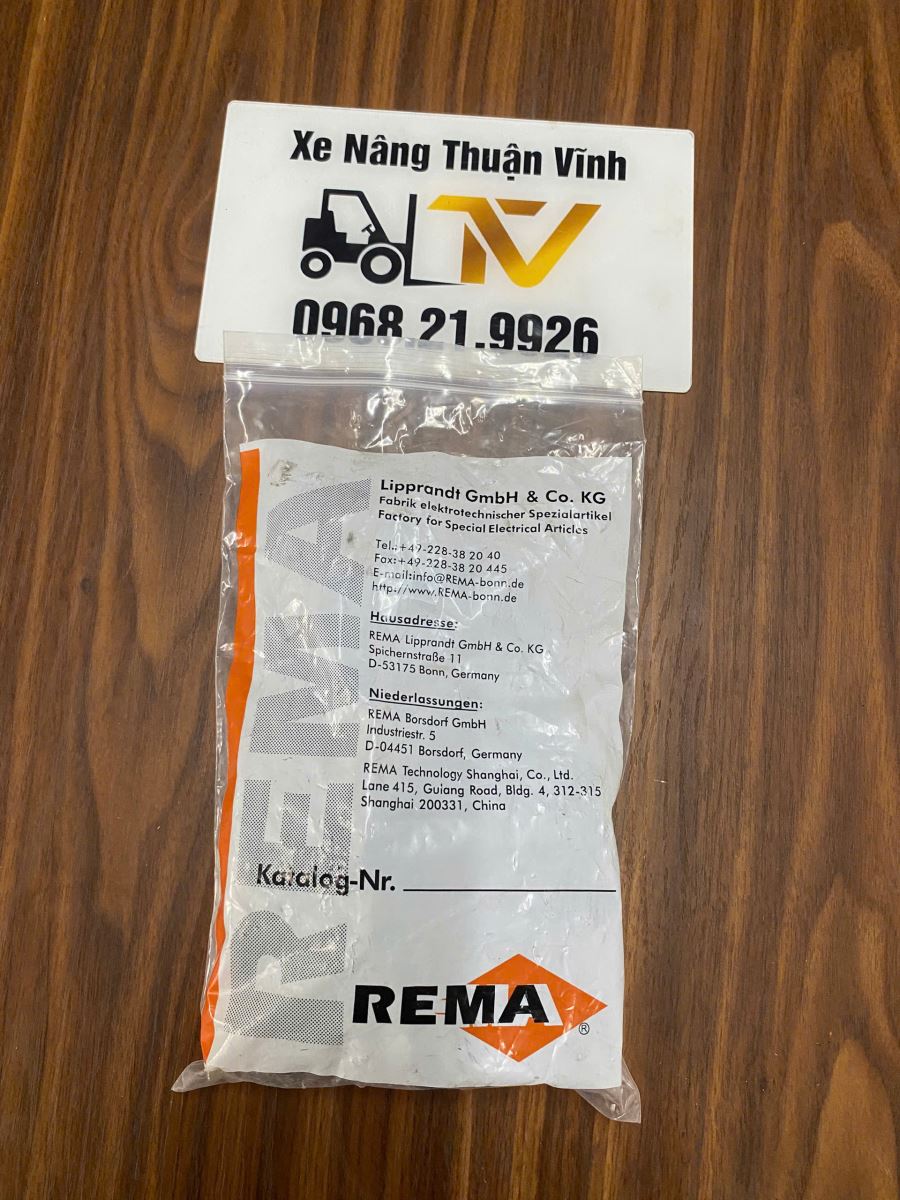 Xe Nâng Thuận Vĩnh
TV
0968.21.9926
REMA
Lipprandt GmbH & Co. KG
Fabrik elektrotechnischer Spezialartikel
Factory for Special Electrical Articles
Tel.:+49-228-38 20 40
Fax:+49-228-38 20 445
E-mail:info@REMA-bonn.de
http://www.REMA-bonn.de
Hausadresse:
REMA Lipprandt GmbH & Co. KG
Spichernstraße 11
D-53175 Bonn, Germany
Niederlassungen:
REMA Borsdorf GmbH
Industriestr. 5
D-04451 Borsdorf, Germany
REMA Technology Shanghai, Co., Ltd.
Lane 415, Guiang Road, Bldg. 4, 312-315
Shanghai 200331, China
Katalog-Nr.
REMA ®